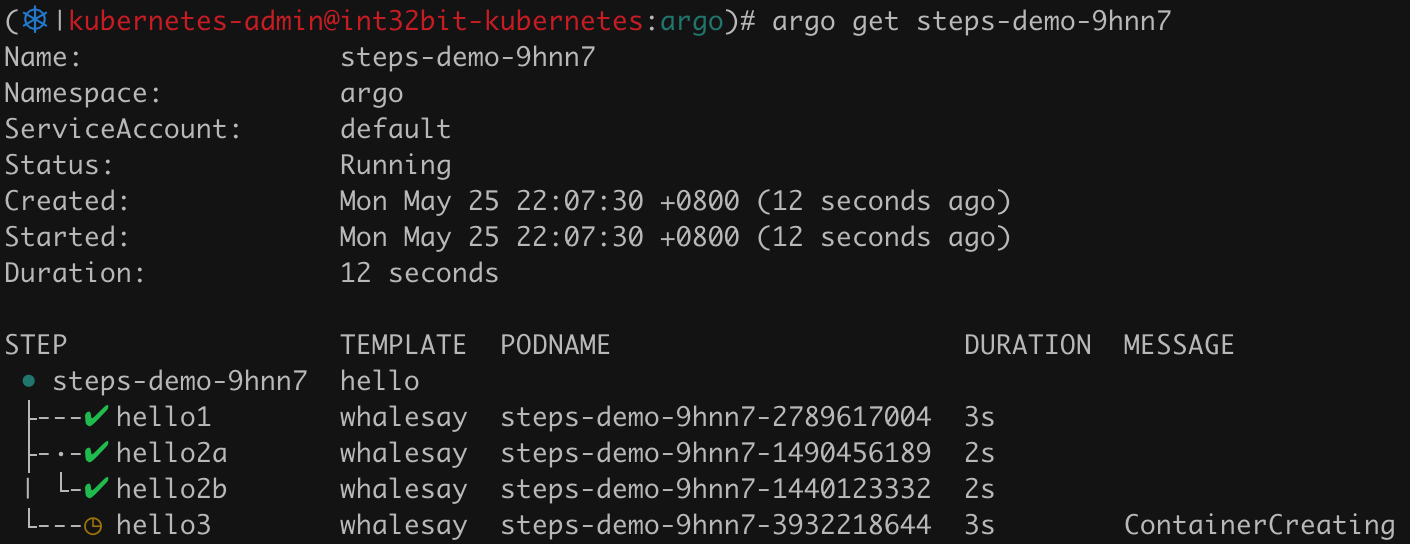 (⎈|kubernetes-admin@int32bit-kubernetes:argo)# argo get steps-demo-9hnn7
Name:                steps-demo-9hnn7
Namespace:           argo
ServiceAccount:      default
Status:              Running
Created:             Mon May 25 22:07:30 +0800 (12 seconds ago)
Started:             Mon May 25 22:07:30 +0800 (12 seconds ago)
Duration:            12 seconds

STEP                 TEMPLATE  PODNAME                      DURATION  MESSAGE
 ● steps-demo-9hnn7  hello
 ├---✔ hello1        whalesay  steps-demo-9hnn7-2789617004  3s
 ├-·-✔ hello2a       whalesay  steps-demo-9hnn7-1490456189  2s
 | └-✔ hello2b       whalesay  steps-demo-9hnn7-1440123332  2s
 └---◷ hello3        whalesay  steps-demo-9hnn7-3932218644  3s        ContainerCreating